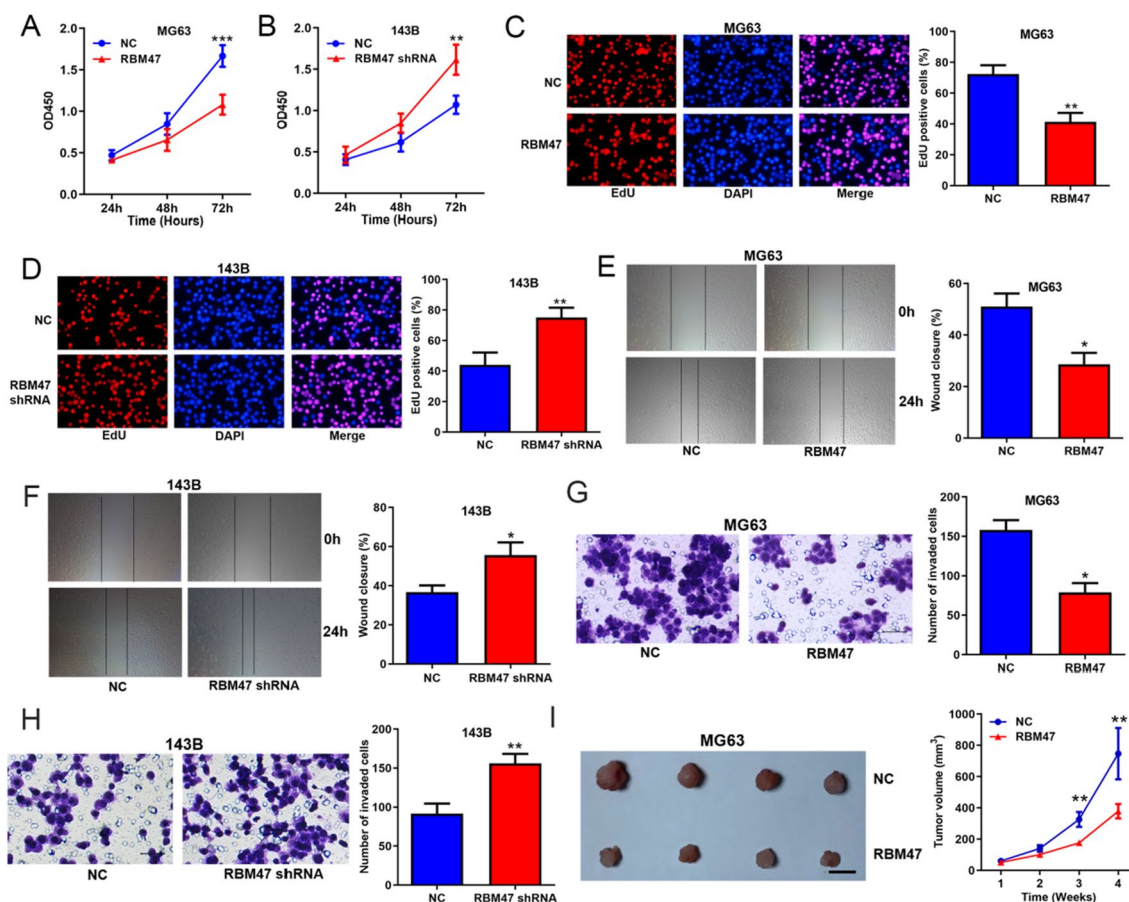 A
MG63
NC
RBM47
***
OD450
2.0
1.5
1.0
0.5
0.0
24h 48h 72h
Time (Hours)
B
143B
NC
RBM47 shRNA
**
OD450
2.0
1.5
1.0
0.5
0.0
24h 48h 72h
Time (Hours)
C
MG63
NC
RBM47
EdU DAPI Merge
MG63
EdU positive cells (%)
100
80
60
40
20
0
**
NC RBM47
D
143B
NC
RBM47
shRNA
EdU DAPI Merge
143B
EdU positive cells (%)
100
80
60
40
20
0
**
NC RBM47 shRNA
E
MG63
0h
24h
NC RBM47
MG63
Wound closure (%)
60
40
20
0
*
NC RBM47
F
143B
0h
24h
NC RBM47 shRNA
143B
Wound closure (%)
80
60
40
20
0
*
NC RBM47 shRNA
G
MG63
NC RBM47
MG63
Number of invaded cells
200
150
100
50
0
*
NC RBM47
H
143B
NC RBM47 shRNA
143B
Number of invaded cells
200
150
100
50
0
**
NC RBM47 shRNA
I
MG63
NC
RBM47
NC
RBM47
**
**
Tumor volume (mm³)
1000
800
600
400
200
0
1 2 3 4
Time (Weeks)